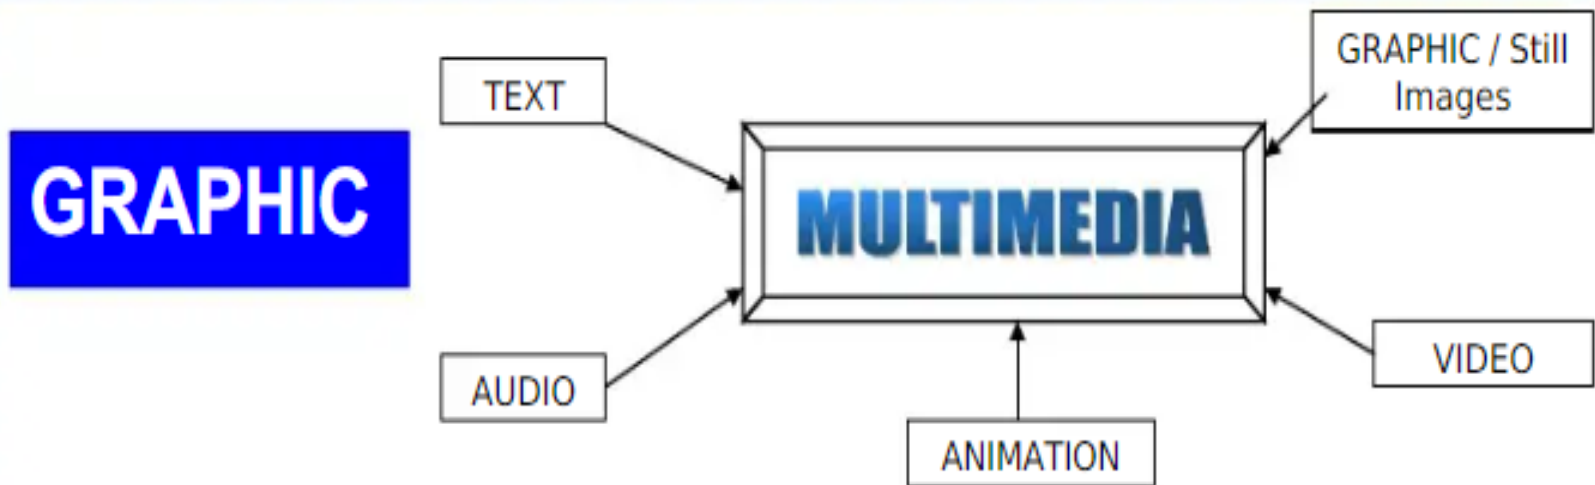 GRAPHIC
TEXT
GRAPHIC / Still
Images
MULTIMEDIA
AUDIO
VIDEO
ANIMATION